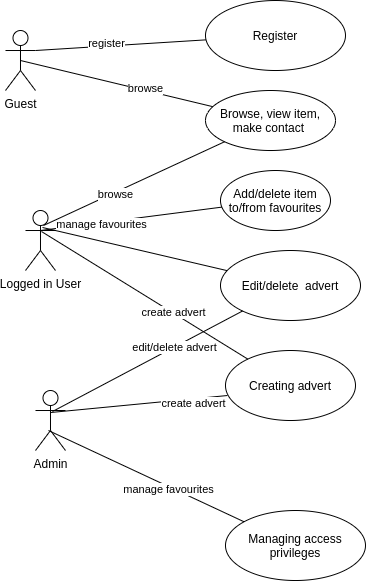 register
Register
Guest
browse
Browse, view item,
make contact
browse
Add/delete item
to/from favourites
manage favourites
Logged in User
Edit/delete advert
create advert
edit/delete advert
Creating advert
create advert
Admin
manage favourites
Managing access
privileges